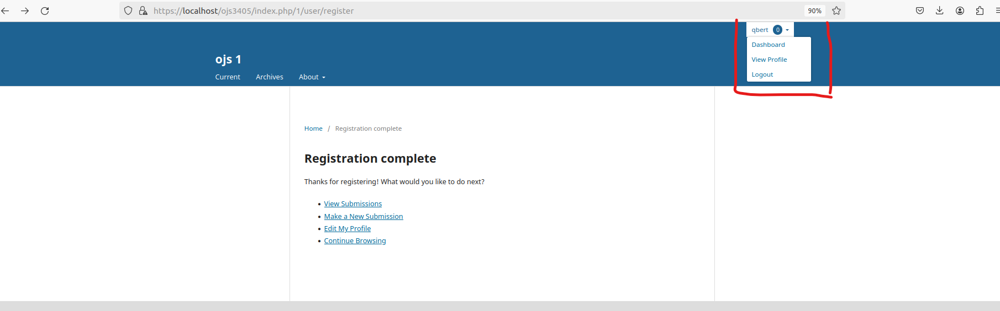 https://localhost/ojs3405/index.php/1/user/register 90%
qbert 0
Dashboard
View Profile
Logout
ojs 1
Current Archives About
Home / Registration complete
Registration complete
Thanks for registering! What would you like to do next?
• View Submissions
• Make a New Submission
• Edit My Profile
• Continue Browsing